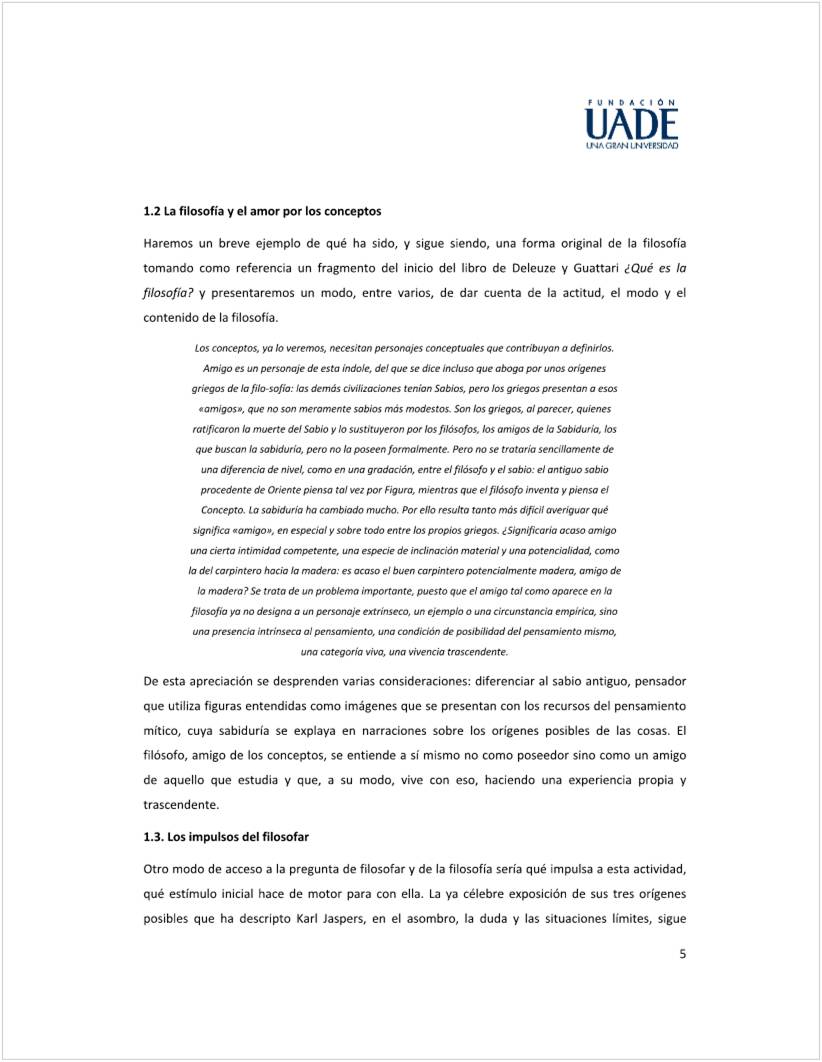 FUNDACIÓN
UADE
UNA GRAN UNIVERSIDAD
1.2 La filosofía y el amor por los conceptos
Haremos un breve ejemplo de qué ha sido, y sigue siendo, una forma original de la filosofía
tomando como referencia un fragmento del inicio del libro de Deleuze y Guattari ¿Qué es la
filosofía? y presentaremos un modo, entre varios, de dar cuenta de la actitud, el modo y el
contenido de la filosofía.
Los conceptos, ya lo veremos, necesitan personajes conceptuales que contribuyan a definirlos.
Amigo es un personaje de esta índole, del que se dice incluso que aboga por unos orígenes
griegos de la filo-sofía: las demás civilizaciones tenían Sabios, pero los griegos presentan a esos
«amigos», que no son meramente sabios más modestos. Son los griegos, al parecer, quienes
ratificaron la muerte del Sabio y lo sustituyeron por los filósofos, los amigos de la Sabiduría, los
que buscan la sabiduría, pero no la poseen formalmente. Pero no se trataría sencillamente de
una diferencia de nivel, como en una gradación, entre el filósofo y el sabio: el antiguo sabio
procedente de Oriente piensa tal vez por Figura, mientras que el filósofo inventa y piensa el
Concepto. La sabiduría ha cambiado mucho. Por ello resulta tanto más difícil averiguar qué
significa «amigo», en especial y sobre todo entre los propios griegos. ¿Significaría acaso amigo
una cierta intimidad competente, una especie de inclinación material y una potencialidad, como
la del carpintero hacia la madera: es acaso el buen carpintero potencialmente madera, amigo de
la madera? Se trata de un problema importante, puesto que el amigo tal como aparece en la
filosofía ya no designa a un personaje extrínseco, un ejemplo o una circunstancia empírica, sino
una presencia intrínseca al pensamiento, una condición de posibilidad del pensamiento mismo,
una categoría viva, una vivencia trascendente.
De esta apreciación se desprenden varias consideraciones: diferenciar al sabio antiguo, pensador
que utiliza figuras entendidas como imágenes que se presentan con los recursos del pensamiento
mítico, cuya sabiduría se explaya en narraciones sobre los orígenes posibles de las cosas. El
filósofo, amigo de los conceptos, se entiende a sí mismo no como poseedor sino como un amigo
de aquello que estudia y que, a su modo, vive con eso, haciendo una experiencia propia y
trascendente.
1.3. Los impulsos del filosofar
Otro modo de acceso a la pregunta de filosofar y de la filosofía sería qué impulsa a esta actividad,
qué estímulo inicial hace de motor para con ella. La ya célebre exposición de sus tres orígenes
posibles que ha descripto Karl Jaspers, en el asombro, la duda y las situaciones límites, sigue
5